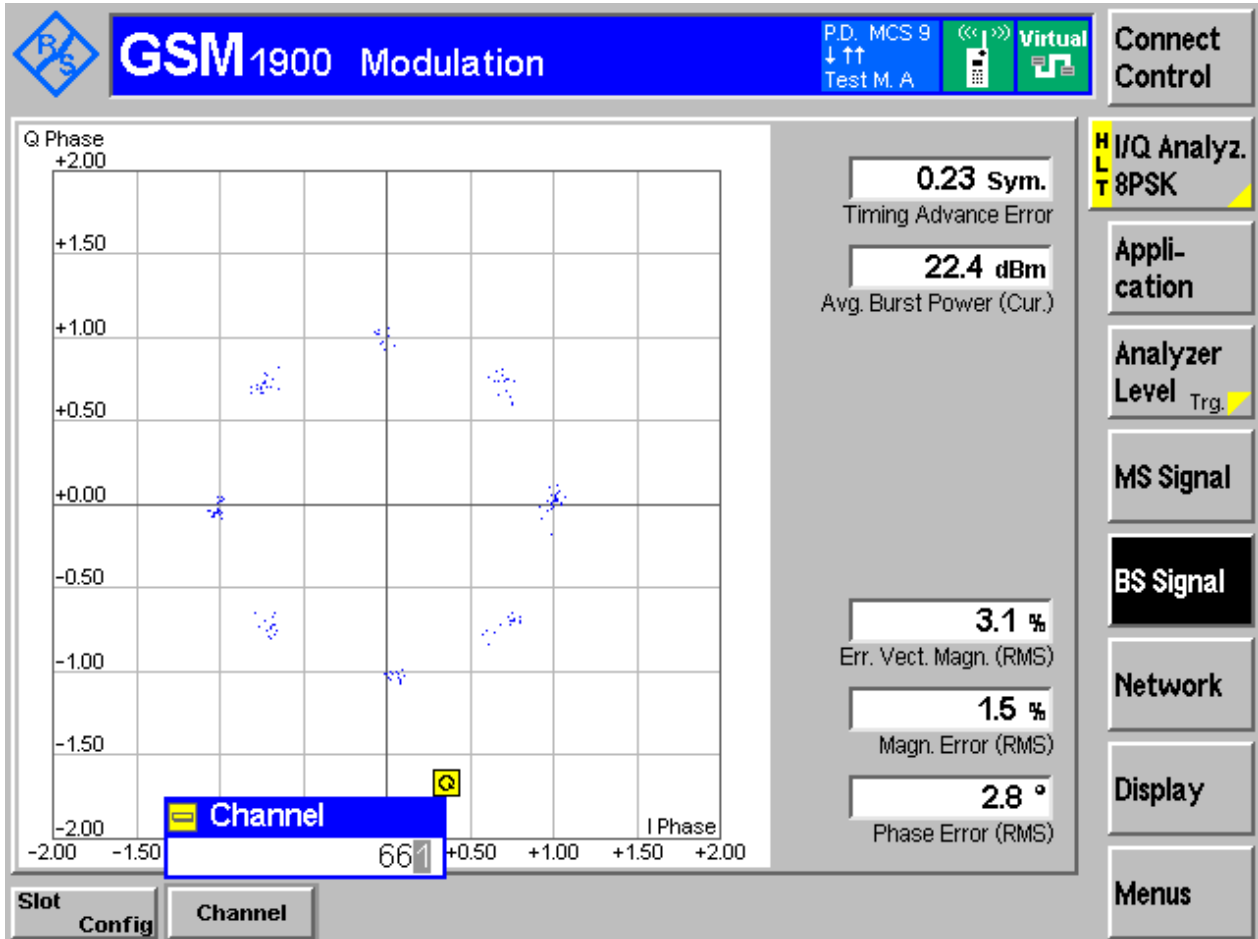 R/S
GSM 1900 Modulation
P.D. MCS 9
↓ ↑↑
Test M. A
Virtual
Connect
Control
Q Phase
+2.00
+1.50
+1.00
+0.50
+0.00
-0.50
-1.00
-1.50
-2.00
I Phase
-2.00 -1.50 +0.50 +1.00 +1.50 +2.00
Q
Channel
661
0.23 Sym.
Timing Advance Error
22.4 dBm
Avg. Burst Power (Cur.)
3.1 %
Err. Vect. Magn. (RMS)
1.5 %
Magn. Error (RMS)
2.8 °
Phase Error (RMS)
HLT
I/Q Analyz.
8PSK
Appli-
cation
Analyzer
Level Trg.
MS Signal
BS Signal
Network
Display
Menus
Slot
Config
Channel